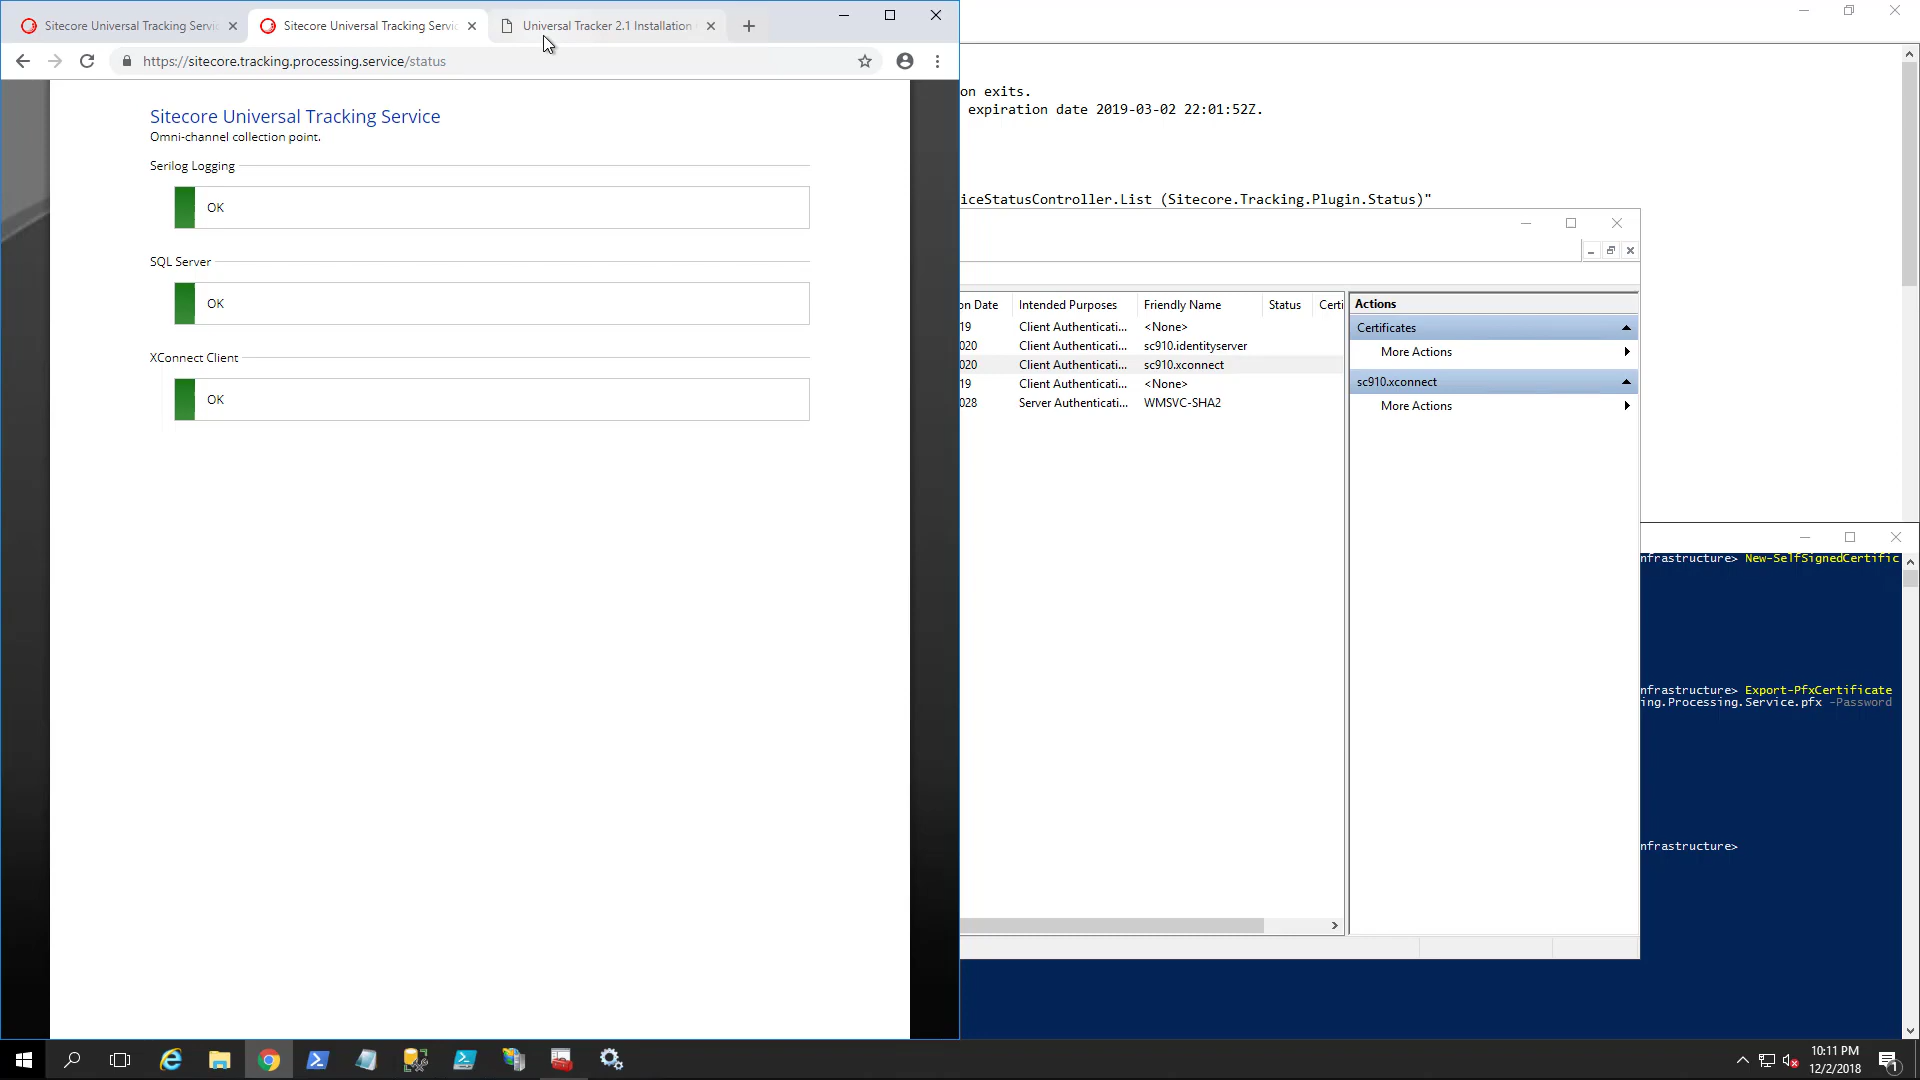 Sitecore Universal Tracking Servic
Sitecore Universal Tracking Servic
Universal Tracker 2.1 Installation
https://sitecore.tracking.processing.service/status
Sitecore Universal Tracking Service
Omni-channel collection point.
Serilog Logging
OK
SQL Server
OK
XConnect Client
OK
on exits.
expiration date 2019-03-02 22:01:52Z.
iceStatusController.List (Sitecore.Tracking.Plugin.Status)"
on Date Intended Purposes Friendly Name Status Certi
19 Client Authenticati... <None>
020 Client Authenticati... sc910.identityserver
020 Client Authenticati... sc910.xconnect
19 Client Authenticati... <None>
028 Server Authenticati... WMSVC-SHA2
Actions
Certificates
More Actions
sc910.xconnect
More Actions
nfrastructure> New-SelfSignedCertific
nfrastructure> Export-PfxCertificate
ing.Processing.Service.pfx -Password
nfrastructure>
10:11 PM
12/2/2018
1